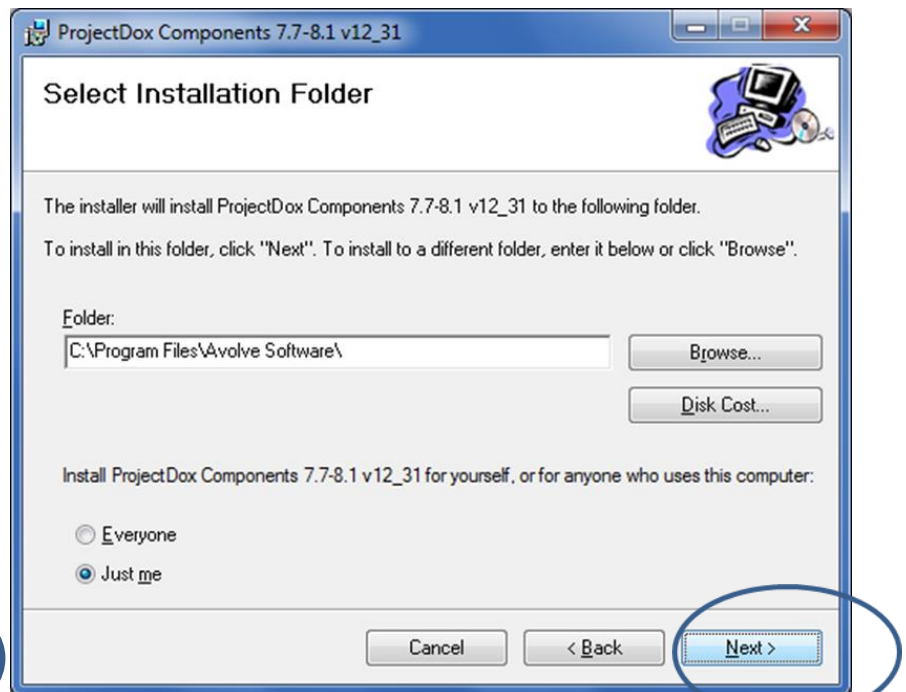 ProjectDox Components 7.7-8.1 v12_31
Select Installation Folder
The installer will install ProjectDox Components 7.7-8.1 v12_31 to the following folder.
To install in this folder, click "Next". To install to a different folder, enter it below or click "Browse".
Folder:
C:\Program Files\Avolve Software\
Browse...
Disk Cost...
Install ProjectDox Components 7.7-8.1 v12_31 for yourself, or for anyone who uses this computer:
Everyone
Just me
Cancel
< Back
Next >